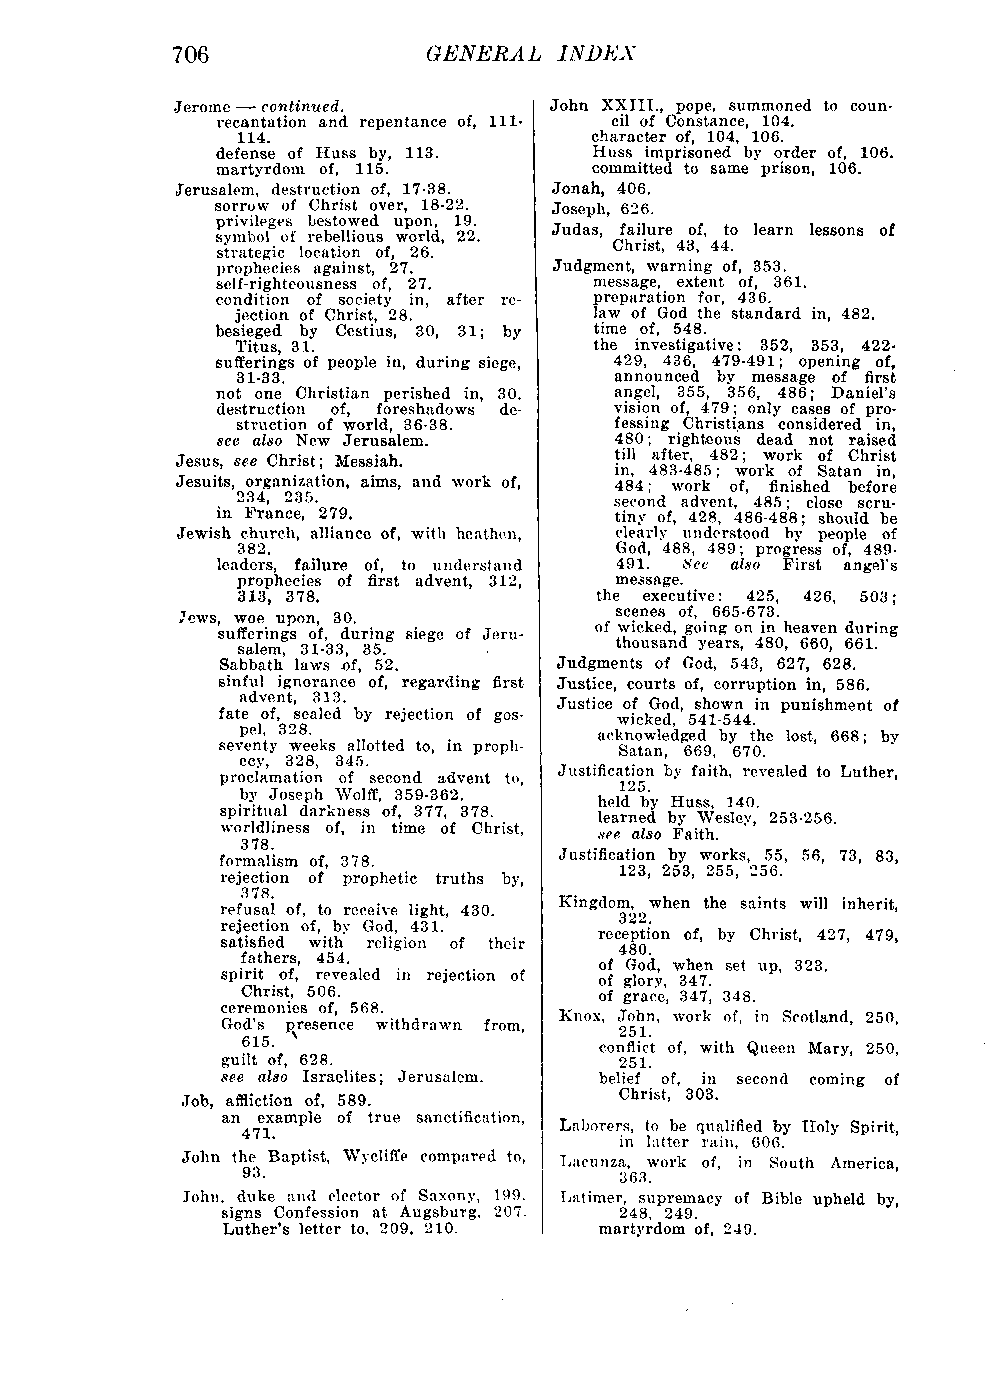 706 GENERAL INDEX
Jerome — continued.
recantation and repentance of, 111-
114.
defense of Huss by, 113.
martyrdom of, 115.
Jerusalem, destruction of, 17-38.
sorrow of Christ over, 18-22.
privileges bestowed upon, 19.
symbol of rebellious world, 22.
strategic location of, 26.
prophecies against, 27.
self-righteousness of, 27.
condition of society in, after re-
jection of Christ, 28.
besieged by Cestius, 30, 31; by
Titus, 31.
sufferings of people in, during siege,
31-33.
not one Christian perished in, 30.
destruction of, foreshadows de-
struction of world, 36-38.
see also New Jerusalem.
Jesus, see Christ; Messiah.
Jesuits, organization, aims, and work of,
234, 235.
in France, 279.
Jewish church, alliance of, with heathen,
382.
leaders, failure of, to understand
prophecies of first advent, 312,
313, 378.
Jews, woe upon, 30.
sufferings of, during siege of Jeru-
salem, 31-33, 35.
Sabbath laws of, 52.
sinful ignorance of, regarding first
advent, 313.
fate of, sealed by rejection of gos-
pel, 328.
seventy weeks allotted to, in proph-
ecy, 328, 345.
proclamation of second advent to,
by Joseph Wolff, 359-362.
spiritual darkness of, 377, 378.
worldliness of, in time of Christ,
378.
formalism of, 378.
rejection of prophetic truths by,
378.
refusal of, to receive light, 430.
rejection of, by God, 431.
satisfied with religion of their
fathers, 454.
spirit of, revealed in rejection of
Christ, 506.
ceremonies of, 568.
God's presence withdrawn from,
615.
guilt of, 628.
see also Israelites; Jerusalem.
Job, affliction of, 589.
an example of true sanctification,
471.
John the Baptist, Wycliffe compared to,
93.
John, duke and elector of Saxony, 199.
signs Confession at Augsburg, 207.
Luther's letter to, 209, 210.
John XXIII., pope, summoned to coun-
cil of Constance, 104.
character of, 104, 106.
Huss imprisoned by order of, 106.
committed to same prison, 106.
Jonah, 406.
Joseph, 626.
Judas, failure of, to learn lessons of
Christ, 43, 44.
Judgment, warning of, 353.
message, extent of, 361.
preparation for, 436.
law of God the standard in, 482.
time of, 548.
the investigative: 352, 353, 422-
429, 436, 479-491; opening of,
announced by message of first
angel, 355, 356, 486; Daniel's
vision of, 479; only cases of pro-
fessing Christians considered in,
480; righteous dead not raised
till after, 482; work of Christ
in, 483-485; work of Satan in,
484; work of, finished before
second advent, 485; close scru-
tiny of, 428, 486-488; should be
clearly understood by people of
God, 488, 489; progress of, 489-
491. See also First angel's
message.
the executive: 425, 426, 503;
scenes of, 665-673.
of wicked, going on in heaven during
thousand years, 480, 660, 661.
Judgments of God, 543, 627, 628.
Justice, courts of, corruption in, 586.
Justice of God, shown in punishment of
wicked, 541-544.
acknowledged by the lost, 668; by
Satan, 669, 670.
Justification by faith, revealed to Luther,
125.
held by Huss, 140.
learned by Wesley, 253-256.
see also Faith.
Justification by works, 55, 56, 73, 83,
123, 253, 255, 256.
Kingdom, when the saints will inherit,
322.
reception of, by Christ, 427, 479,
480.
of God, when set up, 323.
of glory, 347.
of grace, 347, 348.
Knox, John, work of, in Scotland, 250,
251.
conflict of, with Queen Mary, 250,
251.
belief of, in second coming of
Christ, 303.
Laborers, to be qualified by Holy Spirit,
in latter rain, 606.
Lacunza, work of, in South America,
363.
Latimer, supremacy of Bible upheld by,
248, 249.
martyrdom of, 249.